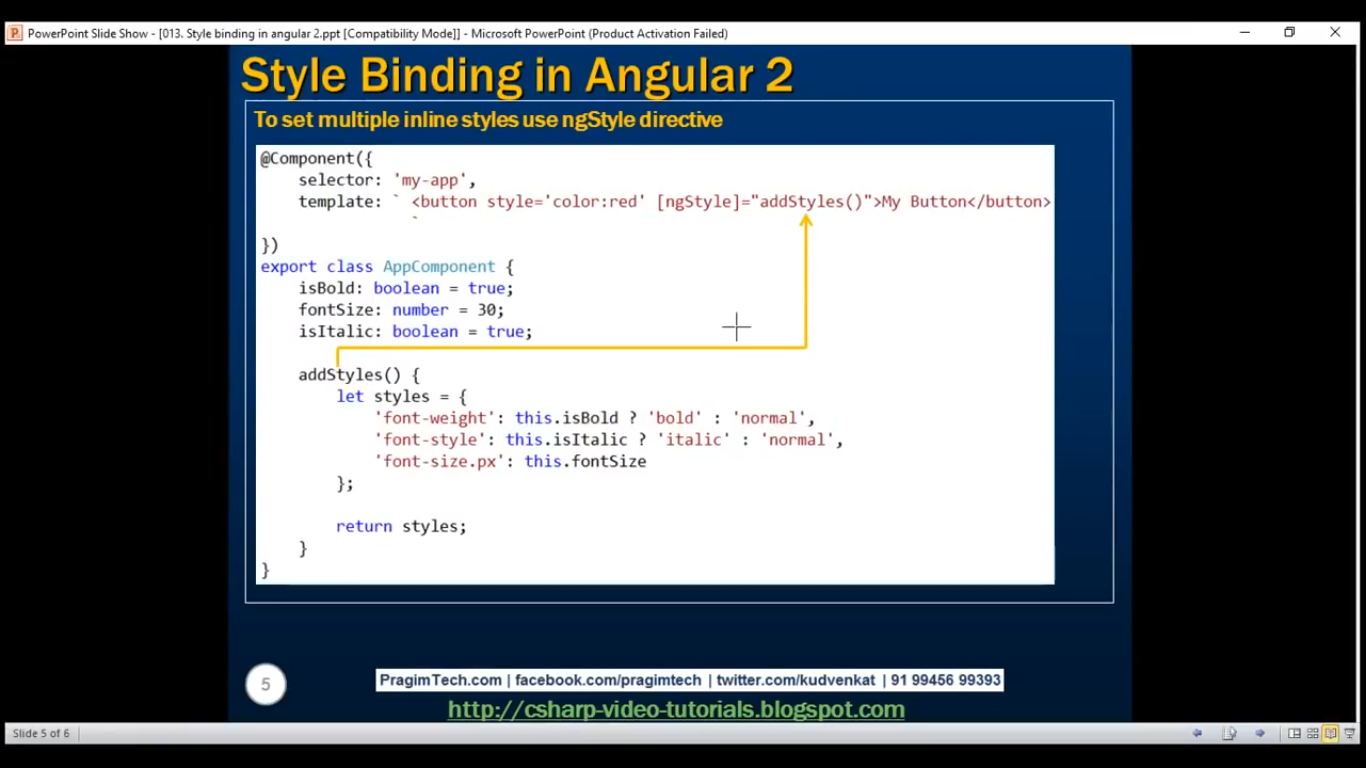 PowerPoint Slide Show - [013. Style binding in angular 2.ppt [Compatibility Mode]] - Microsoft PowerPoint (Product Activation Failed)
Style Binding in Angular 2
To set multiple inline styles use ngStyle directive
@Component({
    selector: 'my-app',
    template: ` <button style='color:red' [ngStyle]="addStyles()">My Button</button>
                `
})
export class AppComponent {
    isBold: boolean = true;
    fontSize: number = 30;
    isItalic: boolean = true;
    addStyles() {
        let styles = {
            'font-weight': this.isBold ? 'bold' : 'normal',
            'font-style': this.isItalic ? 'italic' : 'normal',
            'font-size.px': this.fontSize
        };
        return styles;
    }
}
5
PragimTech.com | facebook.com/pragimtech | twitter.com/kudvenkat | 91 99456 99393
http://csharp-video-tutorials.blogspot.com
Slide 5 of 6